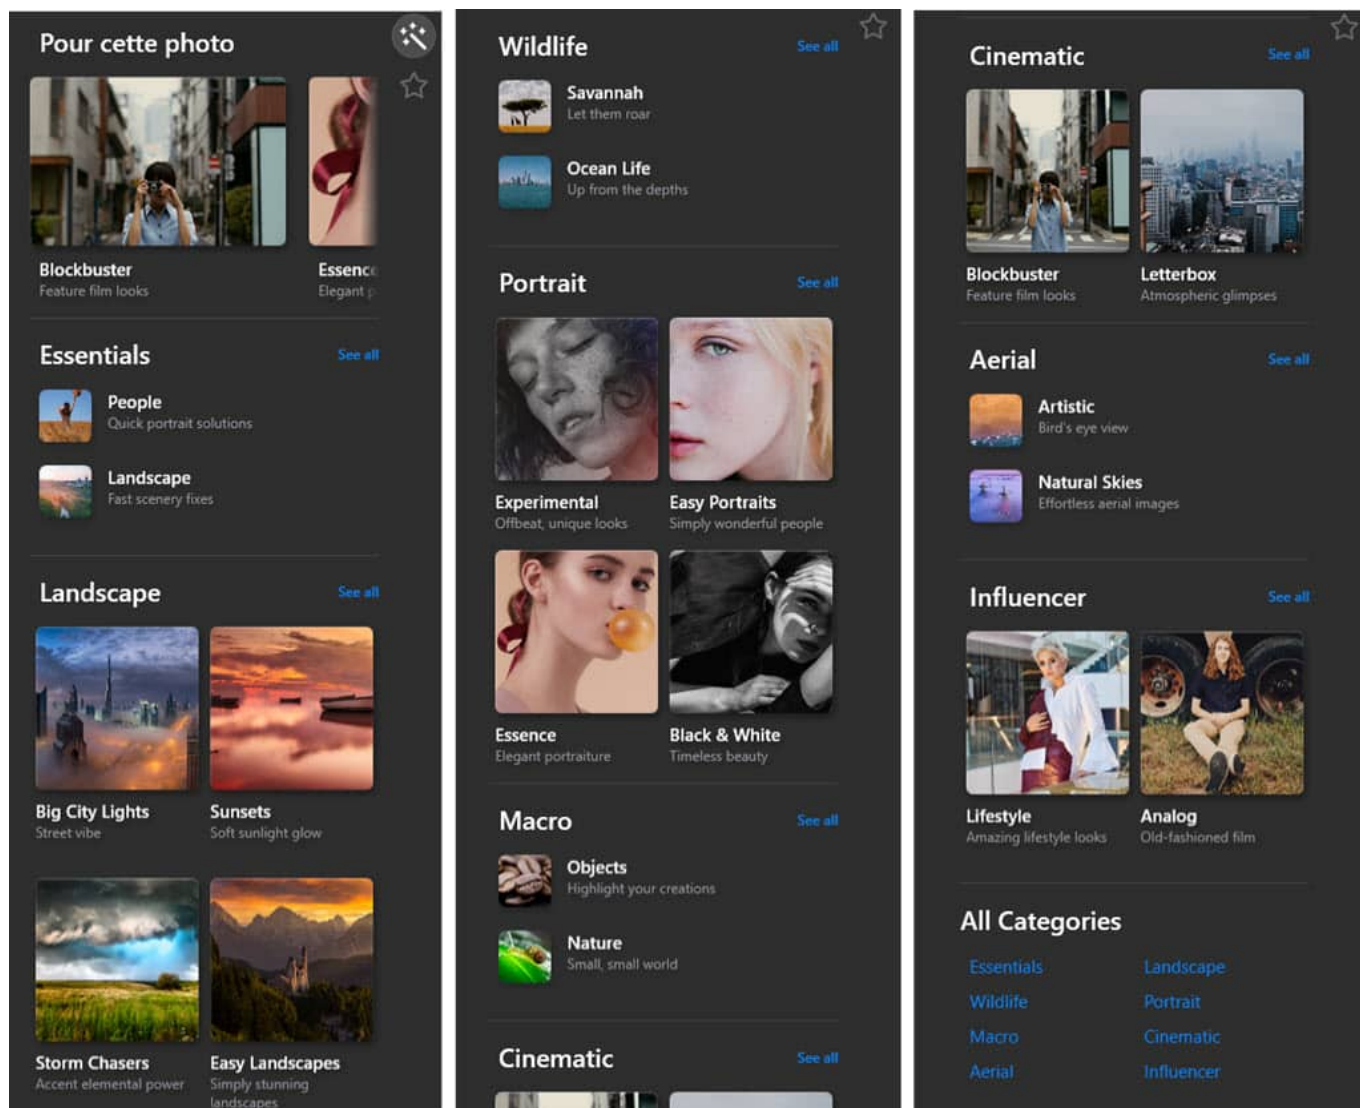 Pour cette photo
Blockbuster
Feature film looks
Essence
Elegant
Essentials
See all
People
Quick portrait solutions
Landscape
Fast scenery fixes
Landscape
See all
Big City Lights
Street vibe
Sunsets
Soft sunlight glow
Storm Chasers
Accent elemental power
Easy Landscapes
Simply stunning
landscapes
Wildlife
See all
Savannah
Let them roar
Ocean Life
Up from the depths
Portrait
See all
Experimental
Offbeat, unique looks
Easy Portraits
Simply wonderful people
Essence
Elegant portraiture
Black & White
Timeless beauty
Macro
See all
Objects
Highlight your creations
Nature
Small, small world
Cinematic
See all
Cinematic
See all
Blockbuster
Feature film looks
Letterbox
Atmospheric glimpses
Aerial
See all
Artistic
Bird's eye view
Natural Skies
Effortless aerial images
Influencer
See all
Lifestyle
Amazing lifestyle looks
Analog
Old-fashioned film
All Categories
Essentials
Landscape
Wildlife
Portrait
Macro
Cinematic
Aerial
Influencer